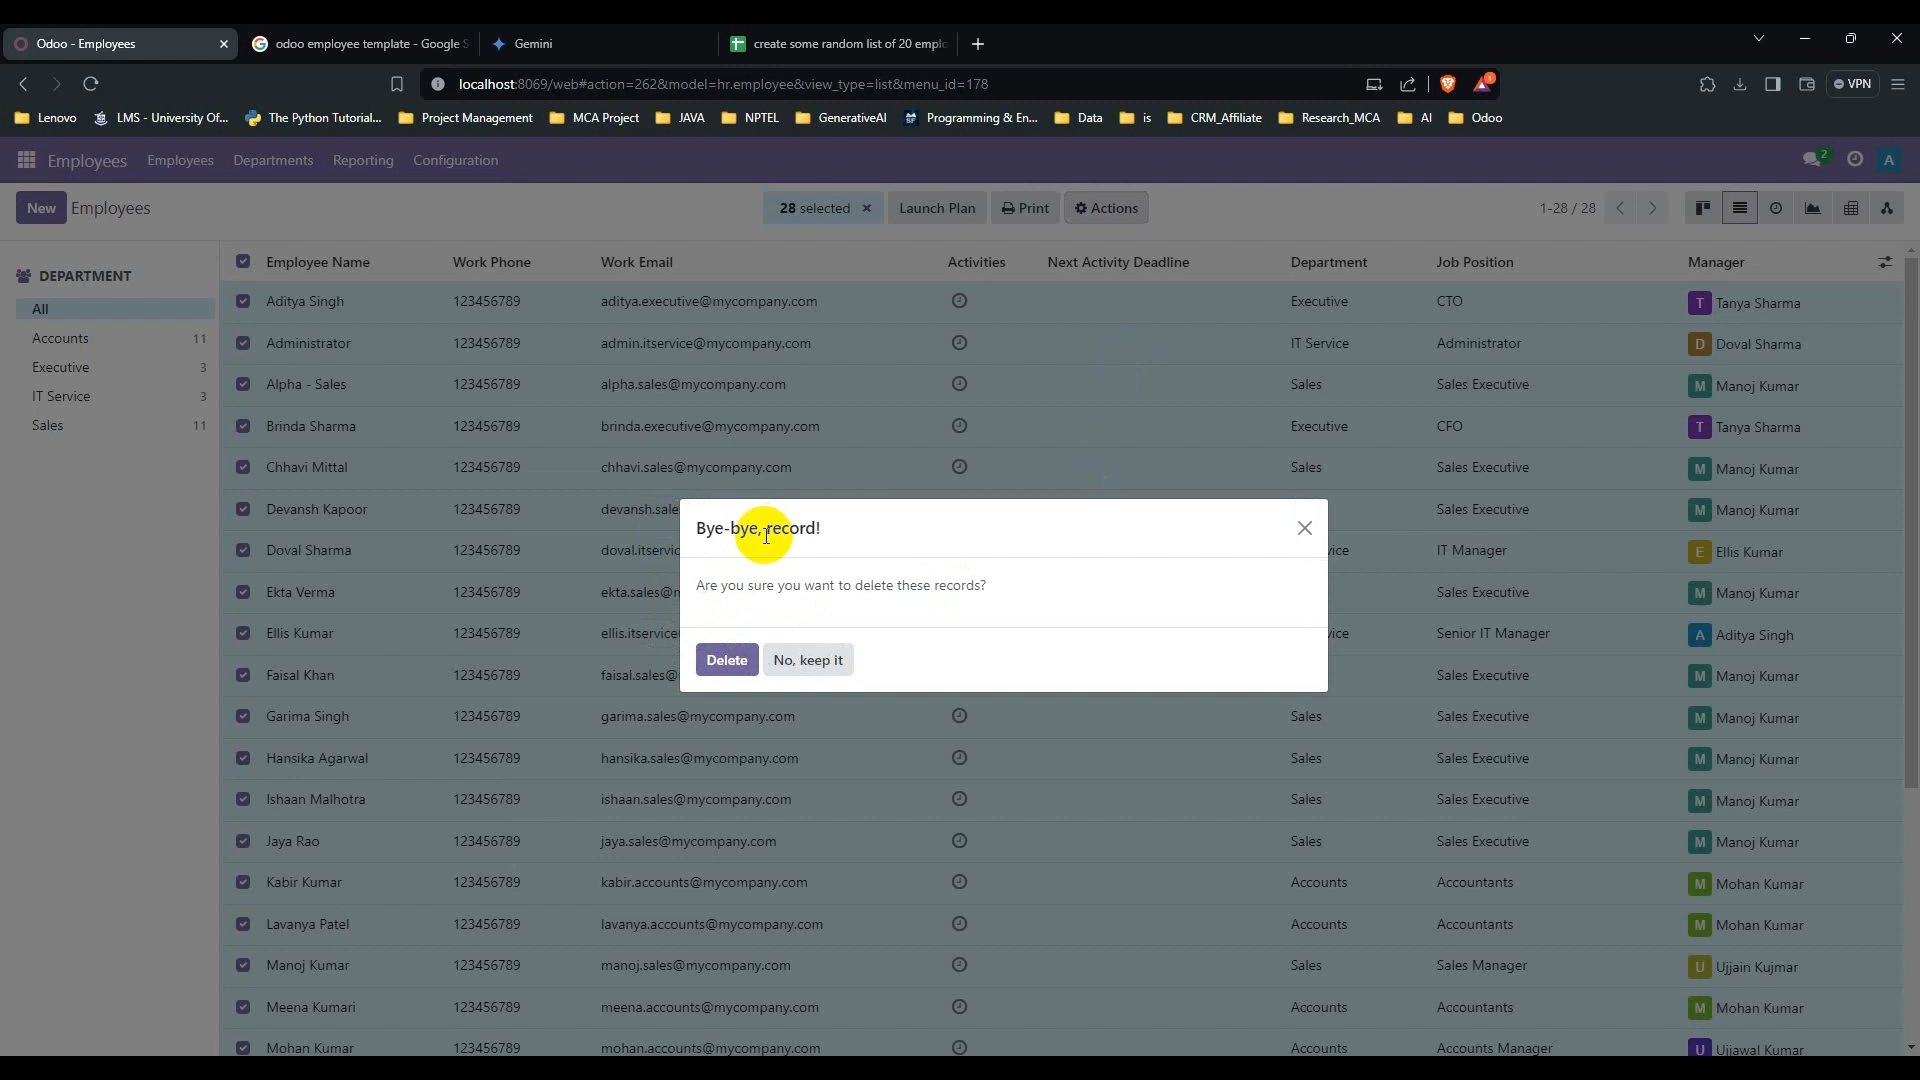 Odoo - Employees
odoo employee template - Google S
Gemini
create some random list of 20 emplo
localhost:8069/web#action=262&model=hr.employee&view_type=list&menu_id=178
1
VPN
Lenovo
LMS - University Of...
The Python Tutorial...
Project Management
MCA Project
JAVA
NPTEL
GenerativeAI
Programming & En...
Data
is
CRM_Affiliate
Research_MCA
AI
Odoo
Employees
Employees
Departments
Reporting
Configuration
2
A
New
Employees
28 selected
Launch Plan
Print
Actions
1-28 / 28
DEPARTMENT
All
Accounts 11
Executive 3
IT Service 3
Sales 11
Employee Name Work Phone Work Email Activities Next Activity Deadline Department Job Position Manager
Aditya Singh 123456789 aditya.executive@mycompany.com Executive CTO T Tanya Sharma
Administrator 123456789 admin.itservice@mycompany.com IT Service Administrator D Doval Sharma
Alpha - Sales 123456789 alpha.sales@mycompany.com Sales Sales Executive M Manoj Kumar
Brinda Sharma 123456789 brinda.executive@mycompany.com Executive CFO T Tanya Sharma
Chhavi Mittal 123456789 chhavi.sales@mycompany.com Sales Sales Executive M Manoj Kumar
Devansh Kapoor 123456789 devansh.sale Sales Executive M Manoj Kumar
Doval Sharma 123456789 doval.itservic vice IT Manager E Ellis Kumar
Ekta Verma 123456789 ekta.sales@n Sales Executive M Manoj Kumar
Ellis Kumar 123456789 ellis.itservice vice Senior IT Manager A Aditya Singh
Faisal Khan 123456789 faisal.sales@ Sales Executive M Manoj Kumar
Garima Singh 123456789 garima.sales@mycompany.com Sales Sales Executive M Manoj Kumar
Hansika Agarwal 123456789 hansika.sales@mycompany.com Sales Sales Executive M Manoj Kumar
Ishaan Malhotra 123456789 ishaan.sales@mycompany.com Sales Sales Executive M Manoj Kumar
Jaya Rao 123456789 jaya.sales@mycompany.com Sales Sales Executive M Manoj Kumar
Kabir Kumar 123456789 kabir.accounts@mycompany.com Accounts Accountants M Mohan Kumar
Lavanya Patel 123456789 lavanya.accounts@mycompany.com Accounts Accountants M Mohan Kumar
Manoj Kumar 123456789 manoj.sales@mycompany.com Sales Sales Manager U Ujjain Kujmar
Meena Kumari 123456789 meena.accounts@mycompany.com Accounts Accountants M Mohan Kumar
Mohan Kumar 123456789 mohan.accounts@mycompany.com Accounts Accounts Manager U Ujjawal Kumar
Bye-bye, record!
Are you sure you want to delete these records?
Delete
No, keep it